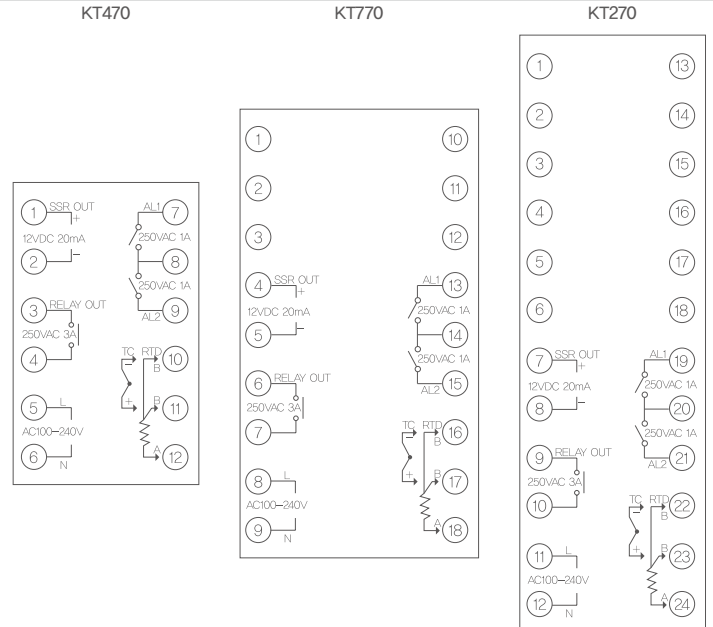 KT470 KT770 KT270
1 SSR OUT AL1 7
+
12VDC 20mA 250VAC 1A
2 − 8
250VAC 1A
3 RELAY OUT 9
AL2
250VAC 3A
4 TC RTD 10
− B
5 L + B 11
AC100−240V
6 N A 12
1 10
2 11
3 12
4 SSR OUT AL1 13
+
12VDC 20mA 250VAC 1A
5 − 14
250VAC 1A
6 RELAY OUT 15
AL2
250VAC 3A
7 TC RTD 16
− B
8 L + B 17
AC100−240V
9 N A 18
1 13
2 14
3 15
4 16
5 17
6 18
7 SSR OUT AL1 19
+
12VDC 20mA 250VAC 1A
8 − 20
250VAC 1A
9 RELAY OUT 21
AL2
250VAC 3A
10 TC RTD 22
− B
11 L + B 23
AC100−240V
12 N A 24